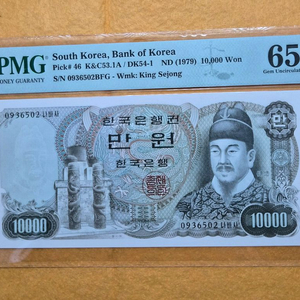 PMG
MONEY GUARANTY
South Korea, Bank of Korea
Pick# 46 K&C53.1A / DK54-1 ND (1979) 10,000 Won
S/N 0936502BFG - Wmk: King Sejong
65
Gem Uncirculated
0936502 나바사
한국은행권
만원
한국은행
10000
0936502 나바사
10000